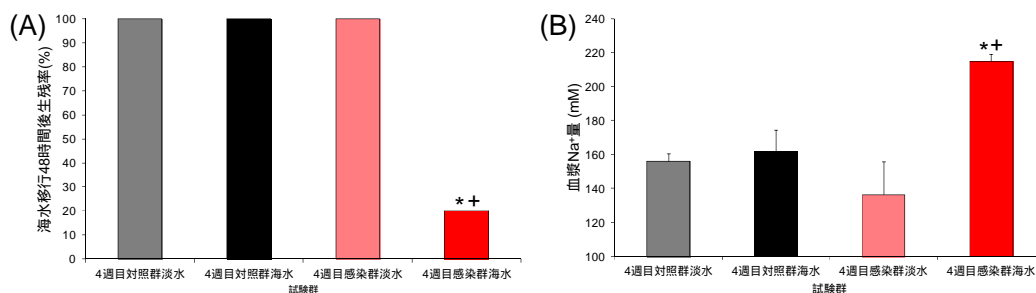 (A)
海水移行48時間後生残率(%)
100
90
80
70
60
50
40
30
20
10
0
*+
4週目対照群淡水 4週目対照群海水 4週目感染群淡水 4週目感染群海水
試験群
(B)
血漿Na⁺量 (mM)
240
220
200
180
160
140
120
100
*+
4週目対照群淡水 4週目対照群海水 4週目感染群淡水 4週目感染群海水
試験群